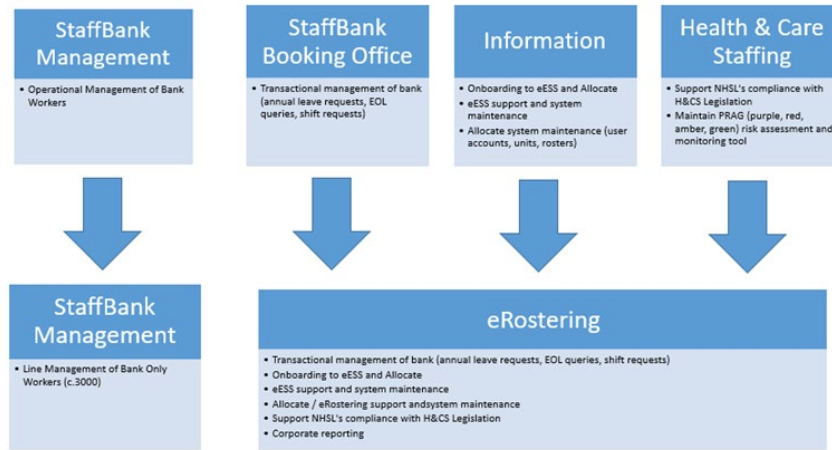 StaffBank
Management
• Operational Management of Bank
Workers
StaffBank
Booking Office
• Transactional management of bank
(annual leave requests, EOL
queries, shift requests)
Information
• Onboarding to eESS and Allocate
• eESS support and system
maintenance
• Allocate system maintenance (user
accounts, units, rosters)
Health & Care
Staffing
• Support NHSL's compliance with
H&CS Legislation
• Maintain PRAG (purple, red,
amber, green) risk assessment and
monitoring tool
StaffBank
Management
• Line Management of Bank Only
Workers (c.3000)
eRostering
• Transactional management of bank (annual leave requests, EOL queries, shift requests)
• Onboarding to eESS and Allocate
• eESS support and system maintenance
• Allocate / eRostering support andsystem maintenance
• Support NHSL's compliance with H&CS Legislation
• Corporate reporting